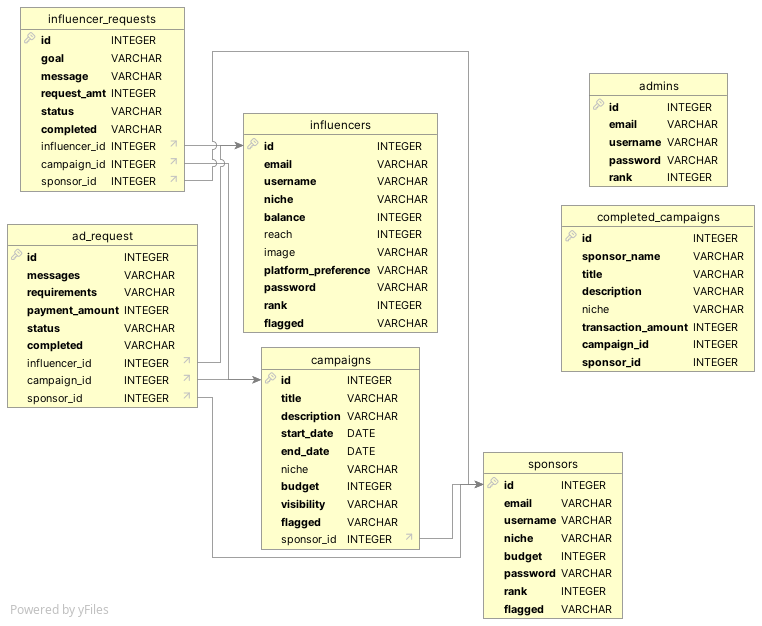 influencer_requests
id INTEGER
goal VARCHAR
message VARCHAR
request_amt INTEGER
status VARCHAR
completed VARCHAR
influencer_id INTEGER
campaign_id INTEGER
sponsor_id INTEGER
ad_request
id INTEGER
messages VARCHAR
requirements VARCHAR
payment_amount INTEGER
status VARCHAR
completed VARCHAR
influencer_id INTEGER
campaign_id INTEGER
sponsor_id INTEGER
influencers
id INTEGER
email VARCHAR
username VARCHAR
niche VARCHAR
balance INTEGER
reach INTEGER
image VARCHAR
platform_preference VARCHAR
password VARCHAR
rank INTEGER
flagged VARCHAR
campaigns
id INTEGER
title VARCHAR
description VARCHAR
start_date DATE
end_date DATE
niche VARCHAR
budget INTEGER
visibility VARCHAR
flagged VARCHAR
sponsor_id INTEGER
admins
id INTEGER
email VARCHAR
username VARCHAR
password VARCHAR
rank INTEGER
completed_campaigns
id INTEGER
sponsor_name VARCHAR
title VARCHAR
description VARCHAR
niche VARCHAR
transaction_amount INTEGER
campaign_id INTEGER
sponsor_id INTEGER
sponsors
id INTEGER
email VARCHAR
username VARCHAR
niche VARCHAR
budget INTEGER
password VARCHAR
rank INTEGER
flagged VARCHAR
Powered by yFiles